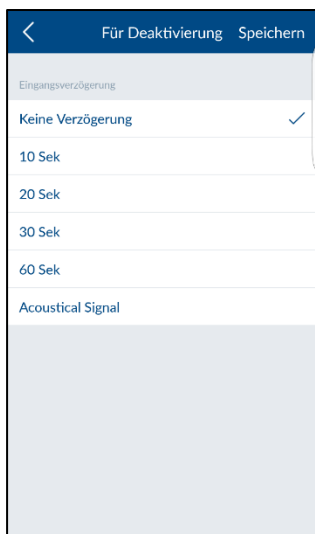 Für Deaktivierung Speichern
Eingangsverzögerung
Keine Verzögerung
10 Sek
20 Sek
30 Sek
60 Sek
Acoustical Signal